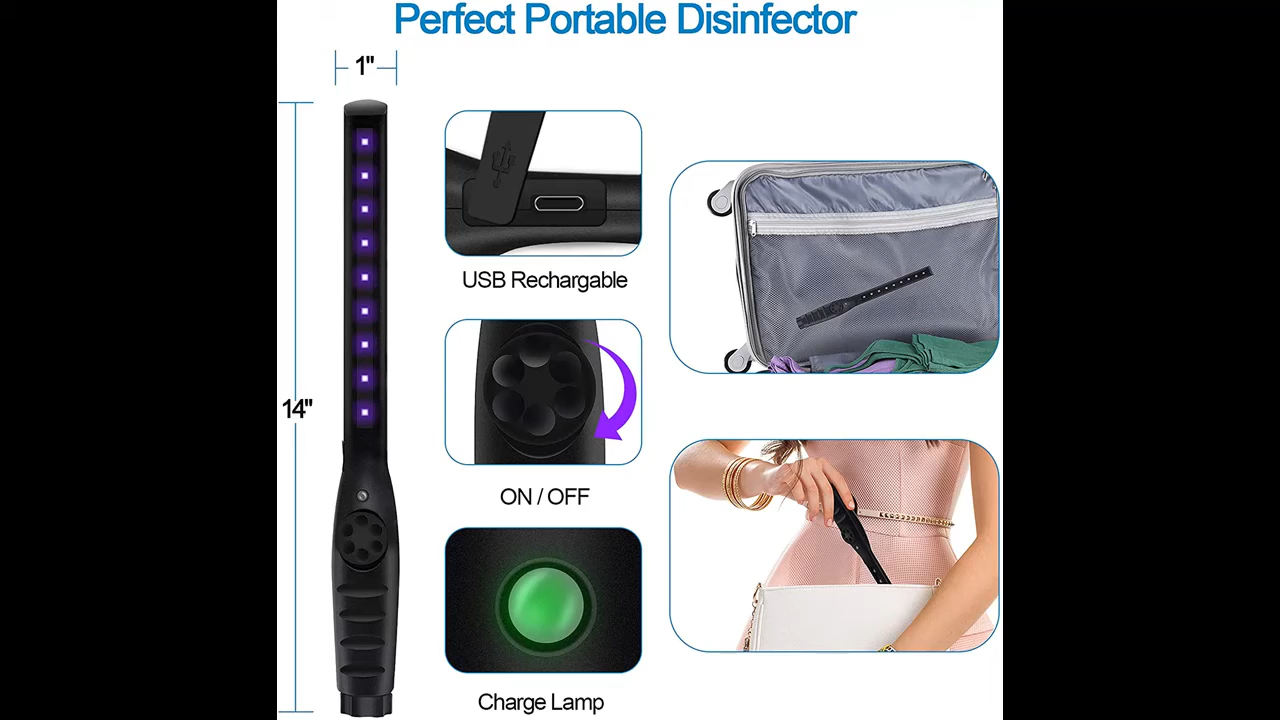 Perfect Portable Disinfector
1"
14"
USB Rechargable
ON / OFF
Charge Lamp